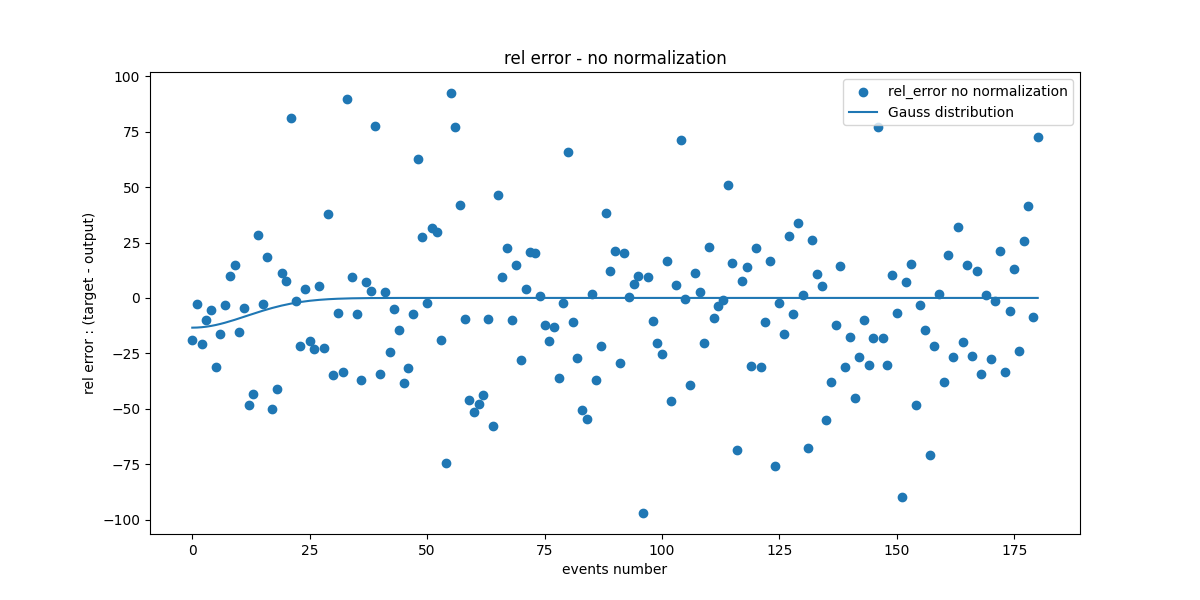 rel error - no normalization
rel_error no normalization
Gauss distribution
rel error : (target - output)
100
75
50
25
0
−25
−50
−75
−100
0 25 50 75 100 125 150 175
events number